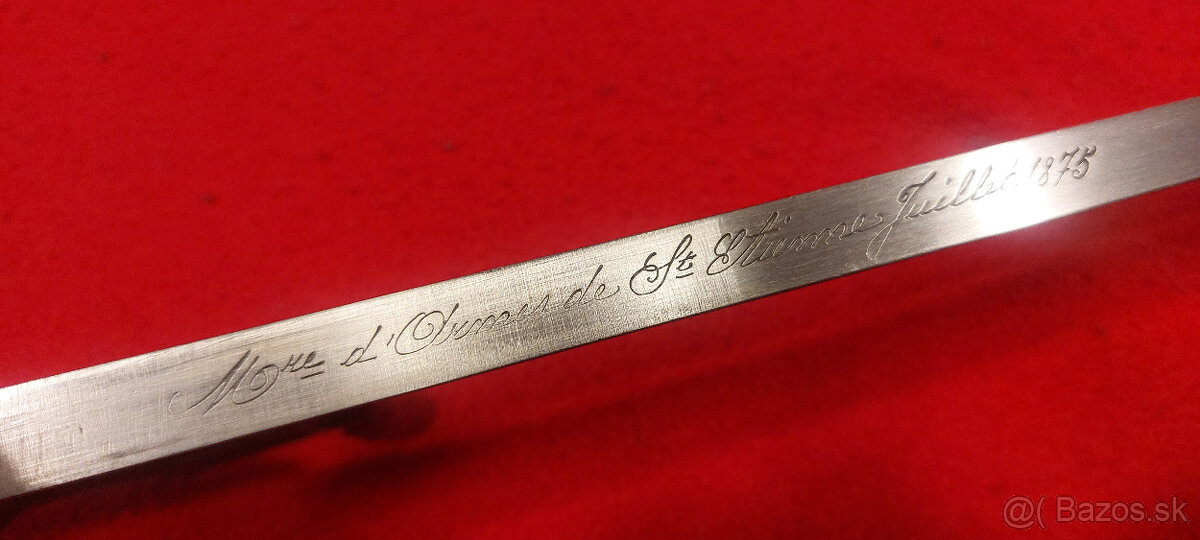 Mre d'Armes de St Etienne Juillet 1875
@( Bazos.sk